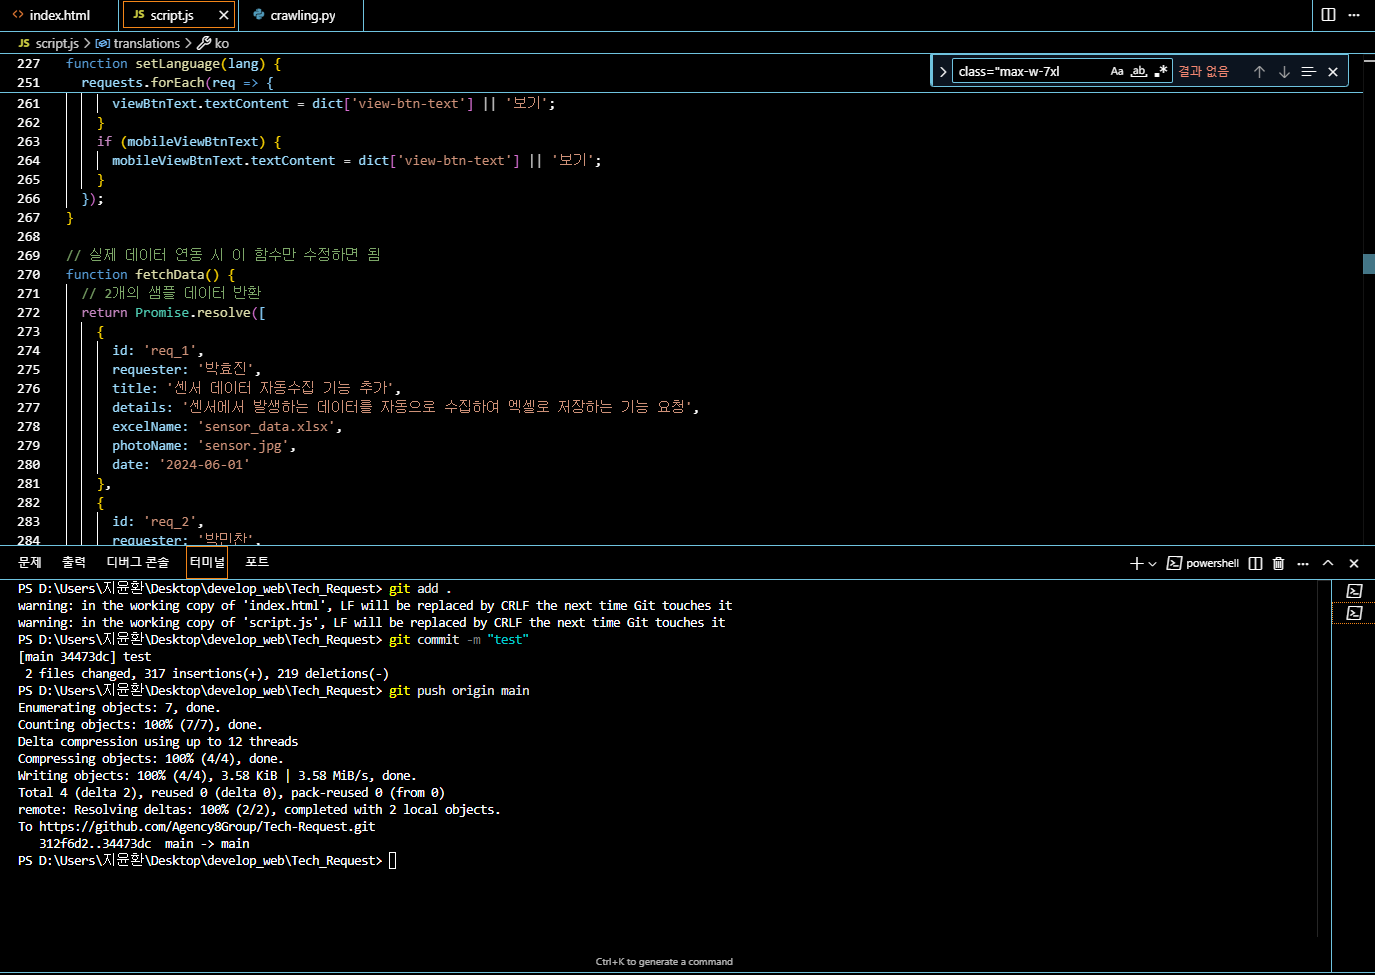 index.html
JS script.js
crawling.py
JS script.js > translations > ko
class="max-w-7xl
Aa ab .* 결과 없음
227 function setLanguage(lang) {
251 requests.forEach(req => {
261 viewBtnText.textContent = dict['view-btn-text'] || '보기';
262 }
263 if (mobileViewBtnText) {
264 mobileViewBtnText.textContent = dict['view-btn-text'] || '보기';
265 }
266 });
267 }
268
269 // 실제 데이터 연동 시 이 함수만 수정하면 됨
270 function fetchData() {
271 // 2개의 샘플 데이터 반환
272 return Promise.resolve([
273 {
274 id: 'req_1',
275 requester: '박효진',
276 title: '센서 데이터 자동수집 기능 추가',
277 details: '센서에서 발생하는 데이터를 자동으로 수집하여 엑셀로 저장하는 기능 요청',
278 excelName: 'sensor_data.xlsx',
279 photoName: 'sensor.jpg',
280 date: '2024-06-01'
281 },
282 {
283 id: 'req_2',
284 requester: '박민찬',
문제 출력 디버그 콘솔 터미널 포트
powershell
PS D:\Users\지윤환\Desktop\develop_web\Tech_Request> git add .
warning: in the working copy of 'index.html', LF will be replaced by CRLF the next time Git touches it
warning: in the working copy of 'script.js', LF will be replaced by CRLF the next time Git touches it
PS D:\Users\지윤환\Desktop\develop_web\Tech_Request> git commit -m "test"
[main 34473dc] test
2 files changed, 317 insertions(+), 219 deletions(-)
PS D:\Users\지윤환\Desktop\develop_web\Tech_Request> git push origin main
Enumerating objects: 7, done.
Counting objects: 100% (7/7), done.
Delta compression using up to 12 threads
Compressing objects: 100% (4/4), done.
Writing objects: 100% (4/4), 3.58 KiB | 3.58 MiB/s, done.
Total 4 (delta 2), reused 0 (delta 0), pack-reused 0 (from 0)
remote: Resolving deltas: 100% (2/2), completed with 2 local objects.
To https://github.com/Agency8Group/Tech-Request.git
312f6d2..34473dc main -> main
PS D:\Users\지윤환\Desktop\develop_web\Tech_Request>
Ctrl+K to generate a command